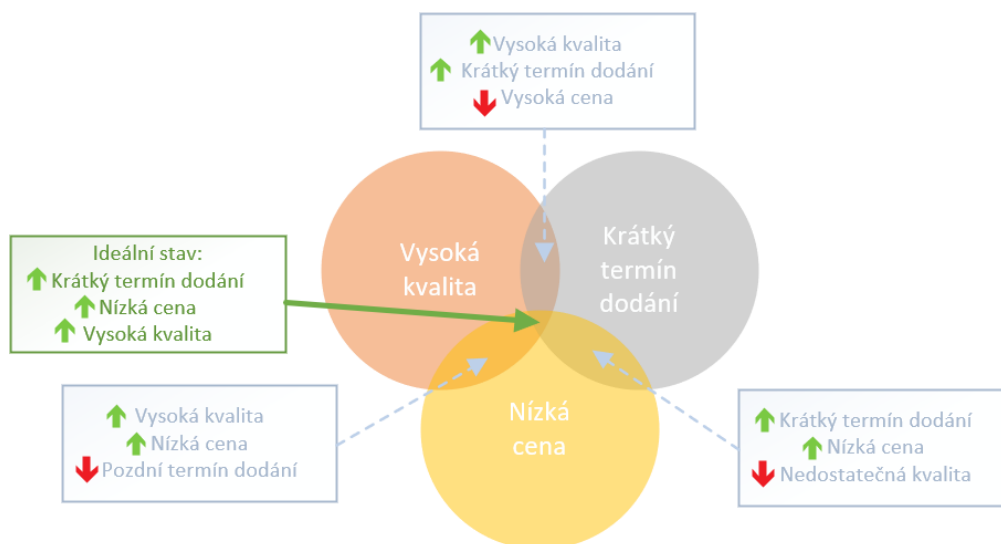 Vysoká kvalita
Krátký termín dodání
Vysoká cena
Vysoká
kvalita
Krátký
termín
dodání
Ideální stav:
Krátký termín dodání
Nízká cena
Vysoká kvalita
Vysoká kvalita
Nízká cena
Pozdní termín dodání
Nízká
cena
Krátký termín dodání
Nízká cena
Nedostatečná kvalita